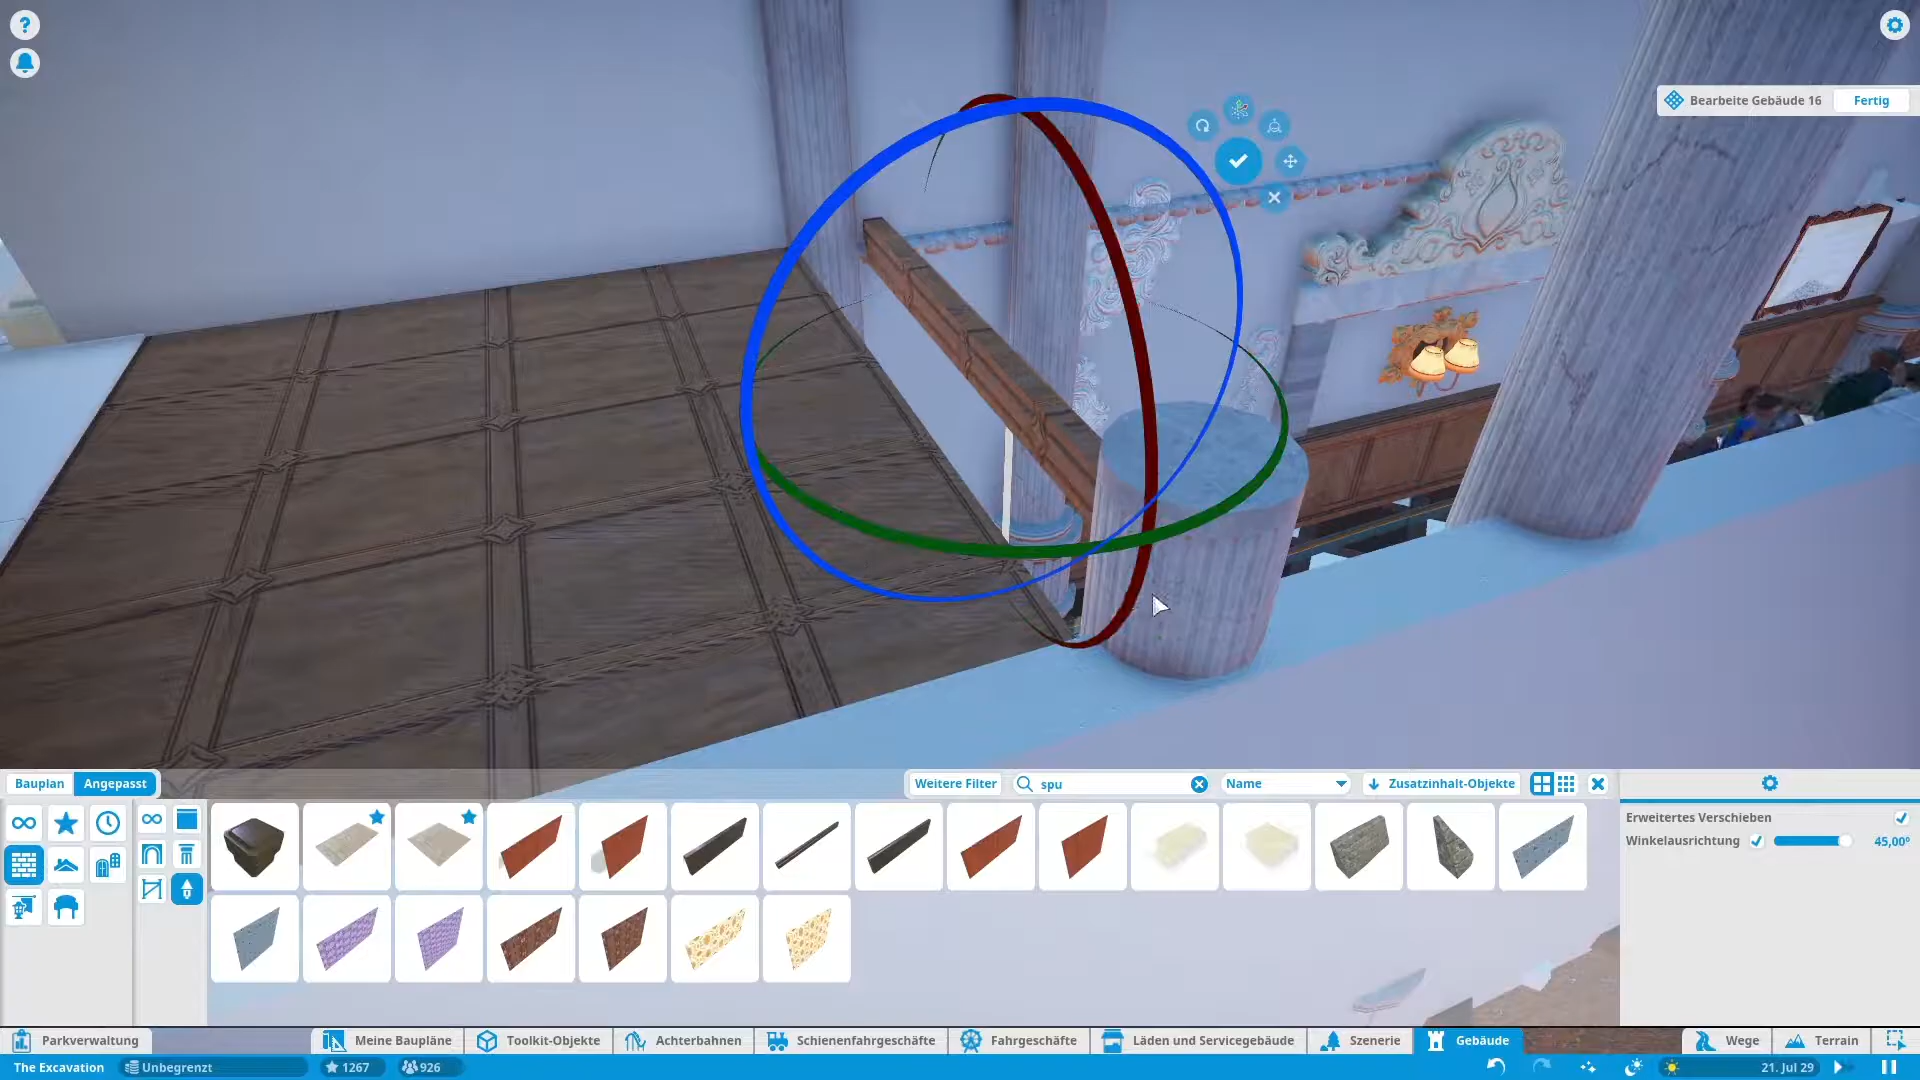 ?
Bearbeite Gebäude 16
Fertig
Bauplan
Angepasst
Weitere Filter
spu
Name
Zusatzinhalt-Objekte
Erweitertes Verschieben
Winkelausrichtung
45,00°
Parkverwaltung
Meine Baupläne
Toolkit-Objekte
Achterbahnen
Schienenfahrgeschäfte
Fahrgeschäfte
Läden und Servicegebäude
Szenerie
Gebäude
Wege
Terrain
The Excavation
Unbegrenzt
1267
926
21. Jul 29